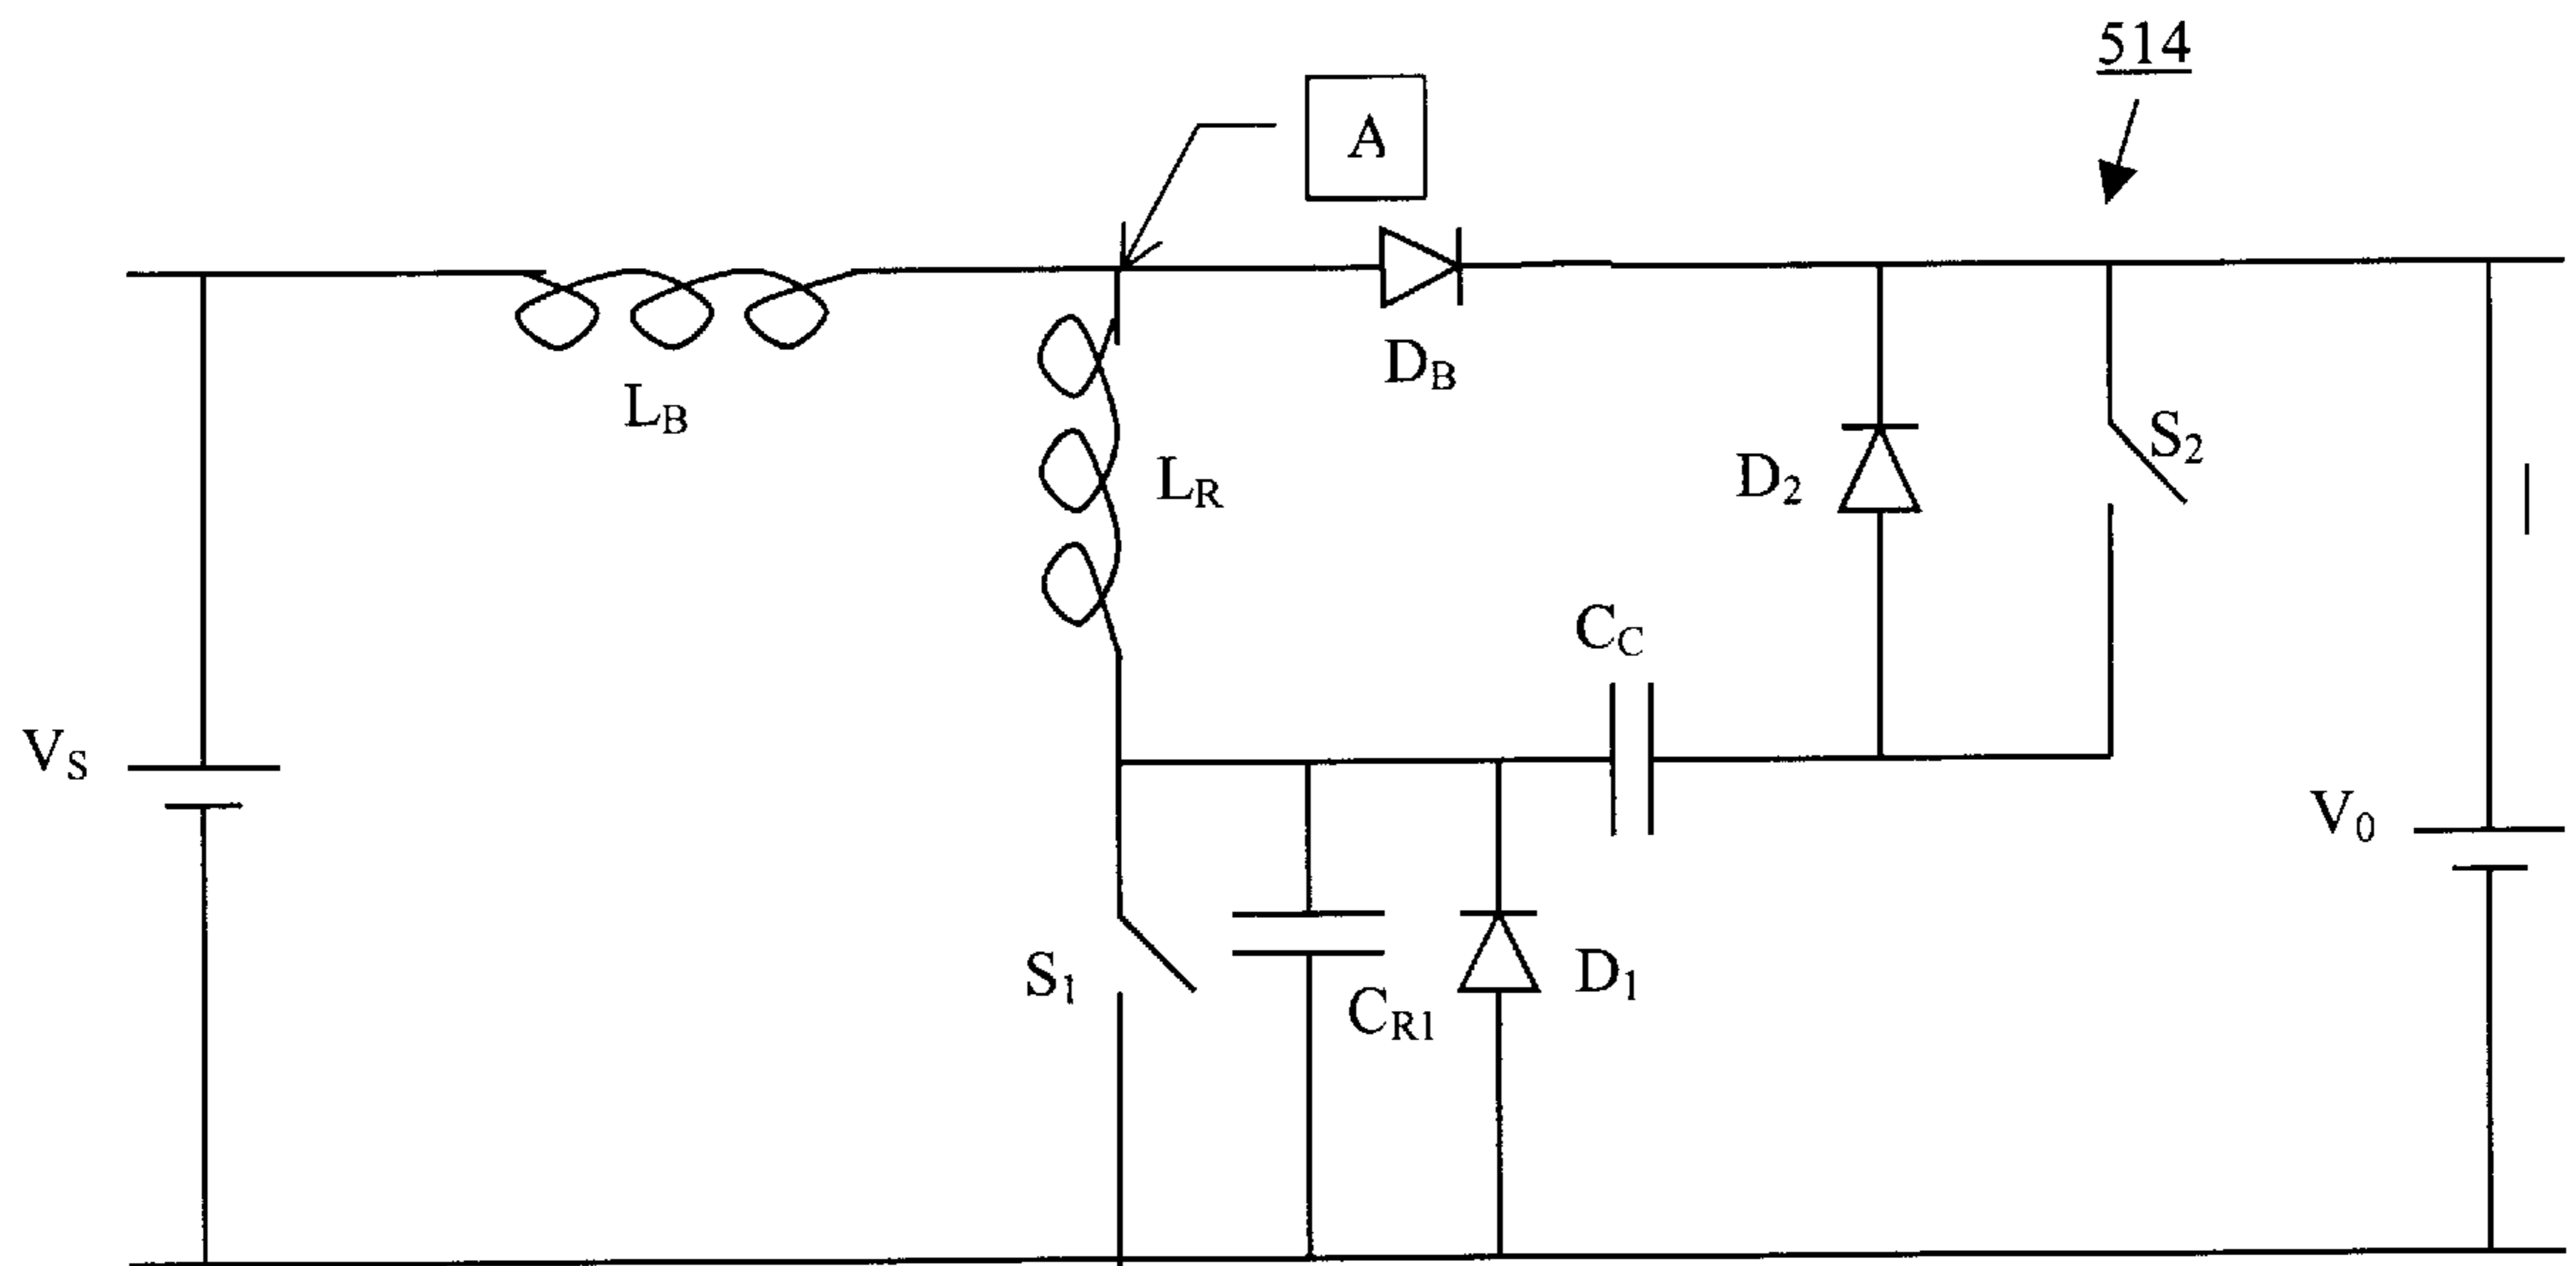 514
A
D_B
L_B
S_2
D_2
L_R
C_C
V_S
V_0
S_1
D_1
C_R1